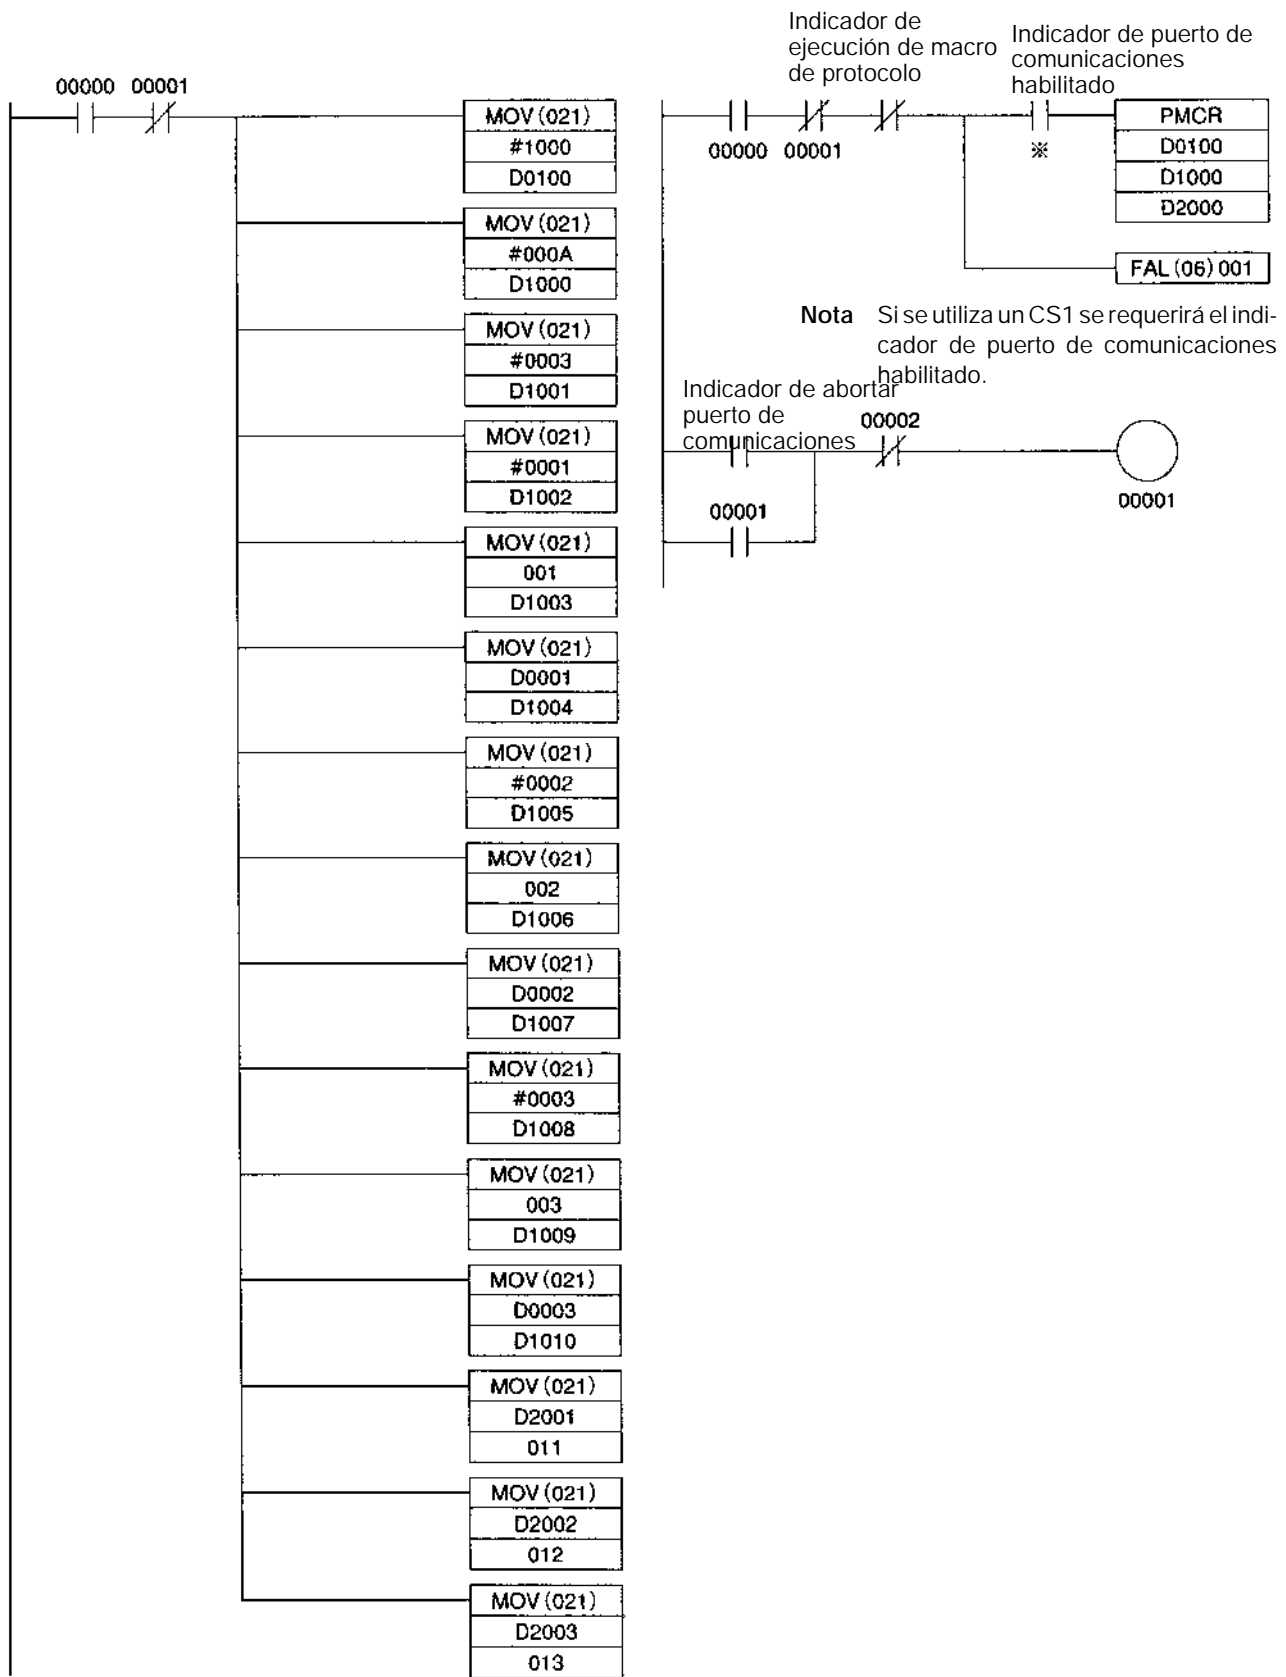 00000 00001
MOV(021)
#1000
D0100
MOV(021)
#000A
D1000
MOV(021)
#0003
D1001
MOV(021)
#0001
D1002
MOV(021)
001
D1003
MOV(021)
D0001
D1004
MOV(021)
#0002
D1005
MOV(021)
002
D1006
MOV(021)
D0002
D1007
MOV(021)
#0003
D1008
MOV(021)
003
D1009
MOV(021)
D0003
D1010
MOV(021)
D2001
011
MOV(021)
D2002
012
MOV(021)
D2003
013
Indicador de
ejecución de macro
de protocolo
Indicador de puerto de
comunicaciones
habilitado
00000 00001
※
PMCR
D0100
D1000
D2000
FAL(06)001
Nota Si se utiliza un CS1 se requerirá el indi-
cador de puerto de comunicaciones
habilitado.
Indicador de abortar
puerto de
comunicaciones
00002
00001
00001